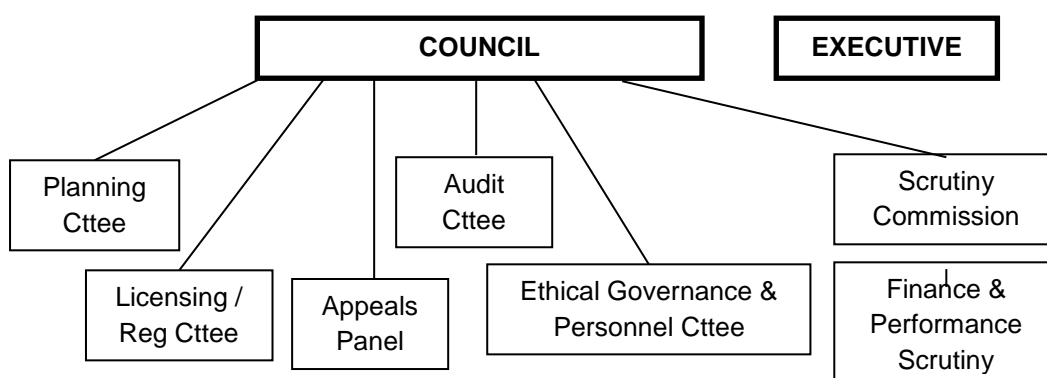 COUNCIL
EXECUTIVE
Planning
Cttee
Audit
Cttee
Scrutiny
Commission
Licensing /
Reg Cttee
Appeals
Panel
Ethical Governance &
Personnel Cttee
Finance &
Performance
Scrutiny